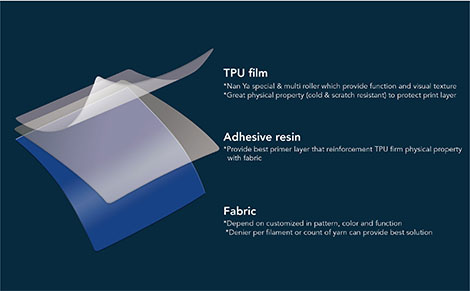 TPU film
*Nan Ya special & multi roller which provide function and visual texture
*Great physical property (cold & scratch resistant) to protect print layer
Adhesive resin
*Provide best primer layer that reinforcement TPU firm physical property
with fabric
Fabric
*Depend on customized in pattern, color and function
*Denier per filament or count of yarn can provide best solution